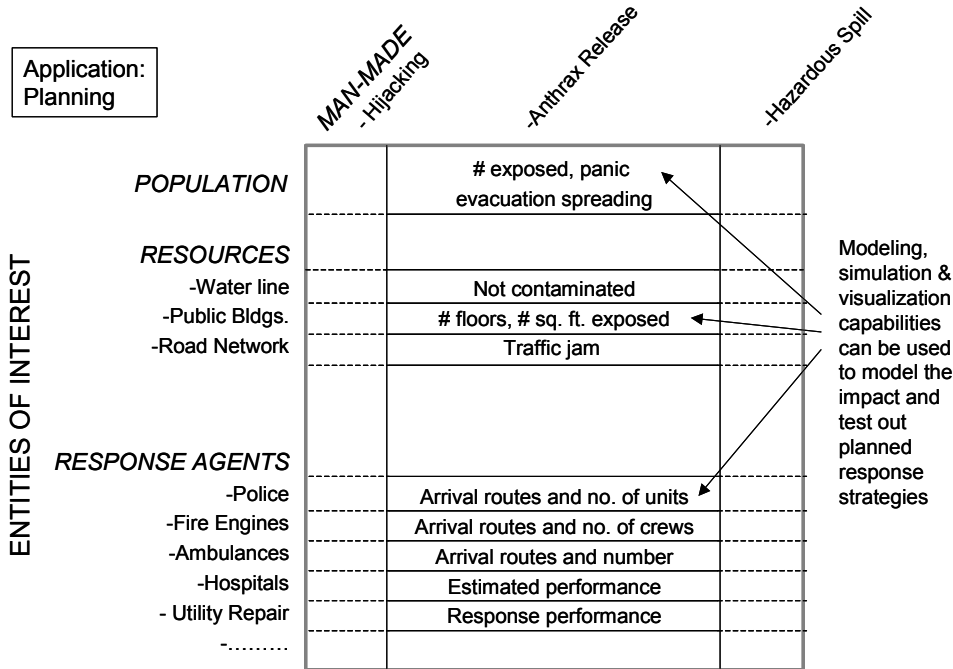 Application:
Planning
MAN-MADE
- Hijacking
-Anthrax Release
-Hazardous Spill
ENTITIES OF INTEREST
POPULATION
# exposed, panic
evacuation spreading
RESOURCES
-Water line
Not contaminated
-Public Bldgs.
# floors, # sq. ft. exposed
-Road Network
Traffic jam
RESPONSE AGENTS
-Police
Arrival routes and no. of units
-Fire Engines
Arrival routes and no. of crews
-Ambulances
Arrival routes and number
-Hospitals
Estimated performance
- Utility Repair
Response performance
-.........
Modeling,
simulation &
visualization
capabilities
can be used
to model the
impact and
test out
planned
response
strategies